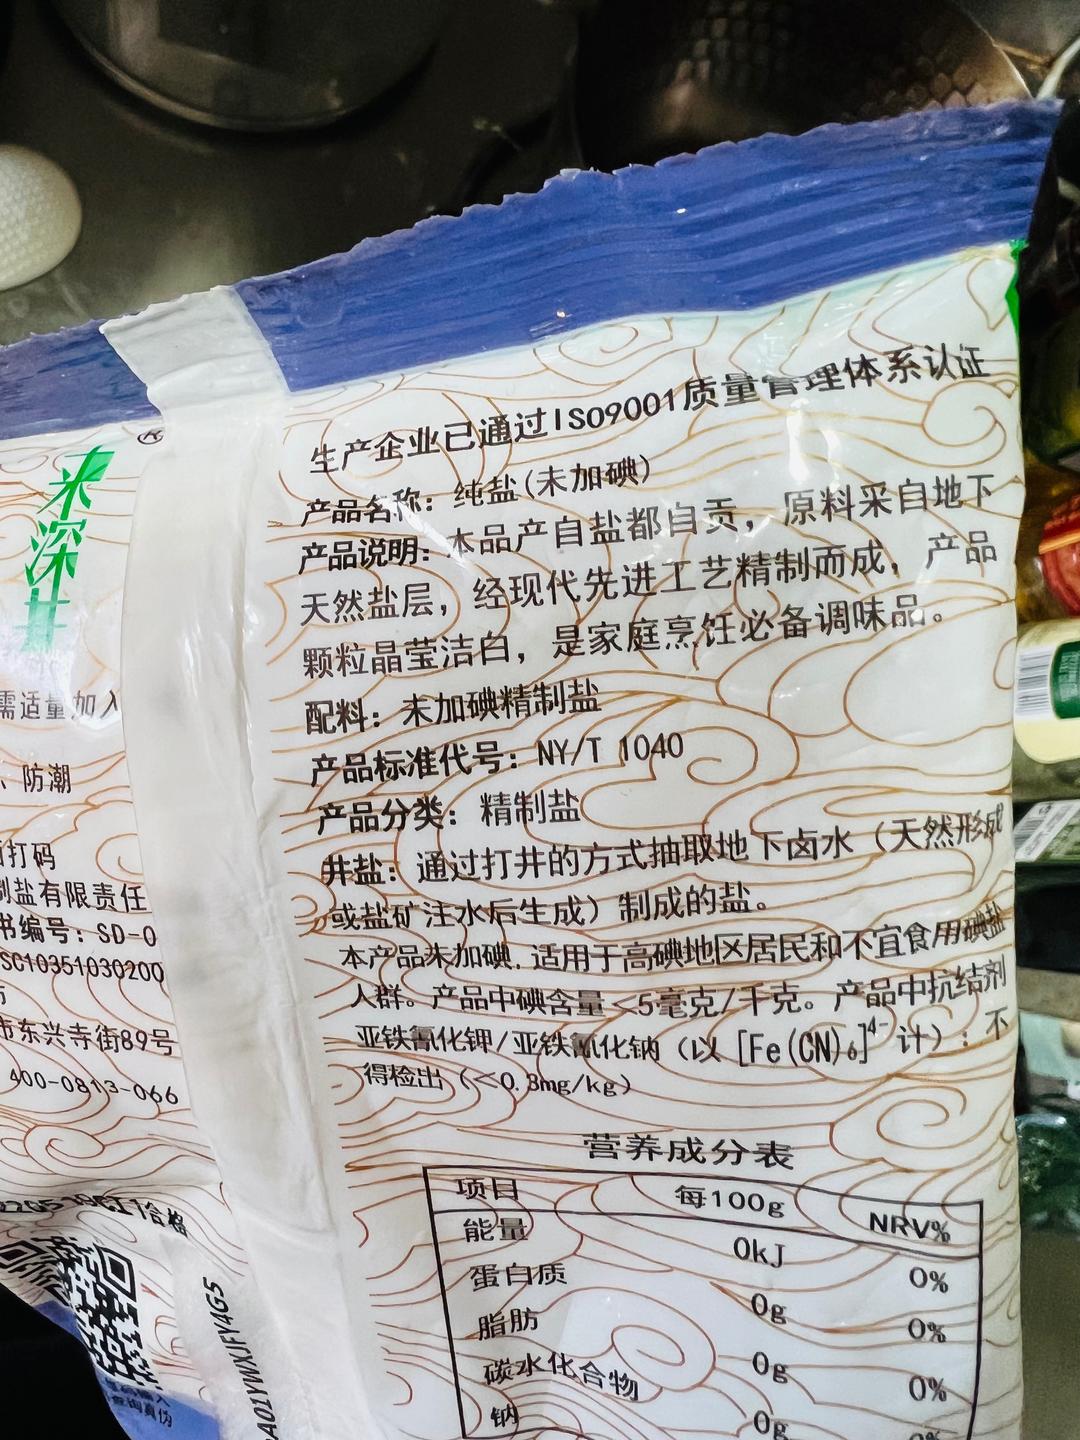 生产企业已通过ISO9001质量管理体系认证
产品名称：纯盐(未加碘)
产品说明：本品产自盐都自贡，原料采自地下
天然盐层，经现代先进工艺精制而成，产品
颗粒晶莹洁白，是家庭烹饪必备调味品。
配料：未加碘精制盐
产品标准代号：NY/T 1040
产品分类：精制盐
井盐：通过打井的方式抽取地下卤水（天然形成
或盐矿注水后生成）制成的盐。
本产品未加碘，适用于高碘地区居民和不宜食用碘盐
人群。产品中碘含量＜5毫克/千克。产品中抗结剂
亚铁氰化钾/亚铁氰化钠（以[Fe(CN)6]4-计）：不
得检出（＜0.3mg/kg）
营养成分表
项目 每100g NRV%
能量 0kJ 0%
蛋白质 0g 0%
脂肪 0g 0%
碳水化合物 0g 0%
钠
深井
®
需适量加入
、防潮
打码
制盐有限责任
书编号：SD-0
SC10351030200
市东兴寺街89号
400-0813-066
合格
查询真伪